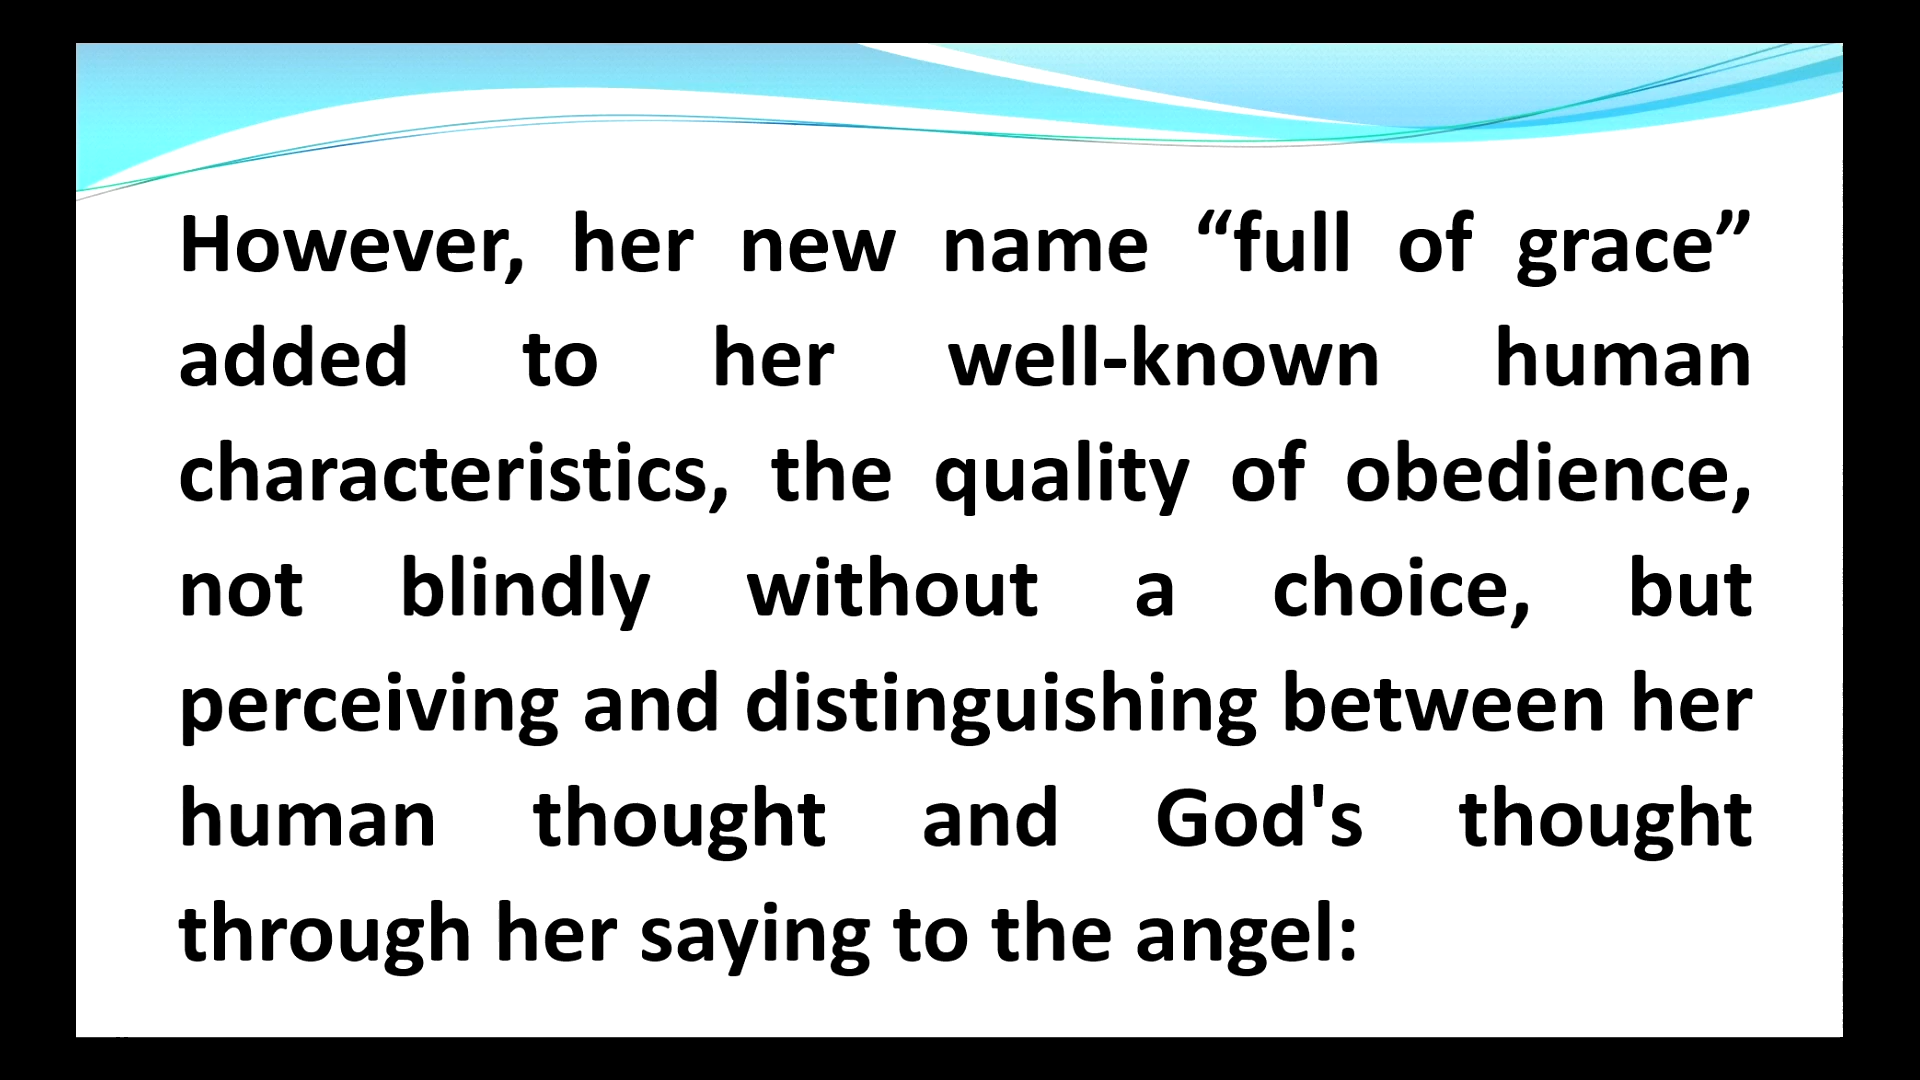 However, her new name “full of grace”
added to her well-known human
characteristics, the quality of obedience,
not blindly without a choice, but
perceiving and distinguishing between her
human thought and God's thought
through her saying to the angel: